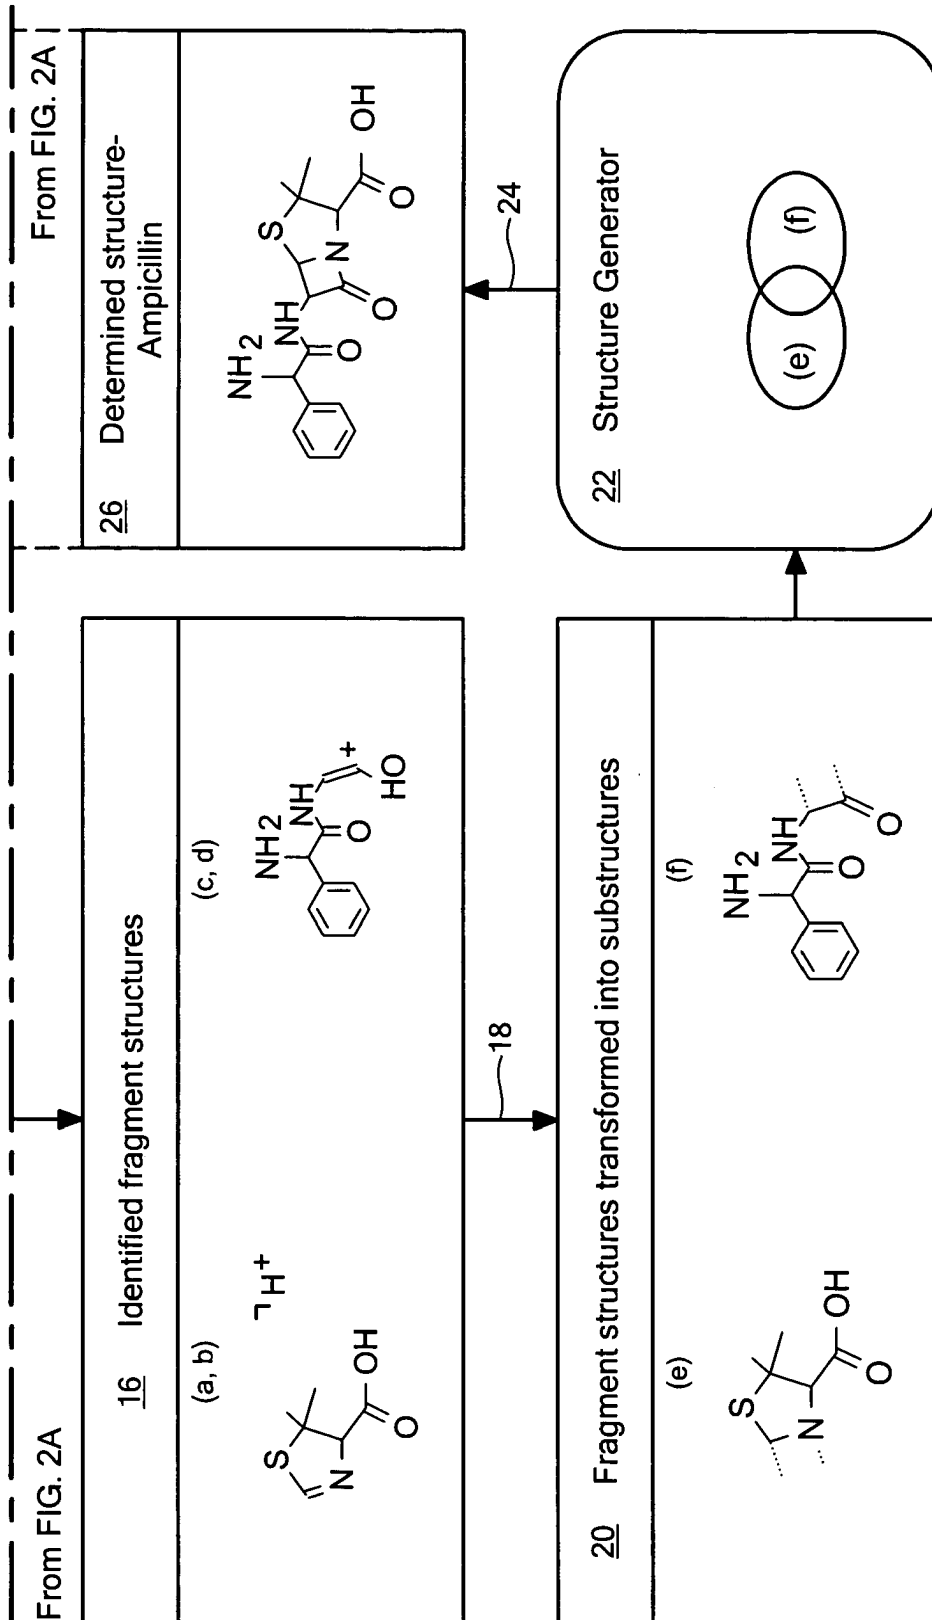 From FIG. 2A
From FIG. 2A
16 Identified fragment structures
(a, b)
S
N
O
OH
¬H+
(c, d)
NH2
NH
O
+
HO
18
20 Fragment structures transformed into substructures
(e)
S
N
O
OH
(f)
NH2
NH
O
O
26 Determined structure-
Ampicillin
NH2
NH
O
S
N
O
O
OH
24
22 Structure Generator
(e)
(f)